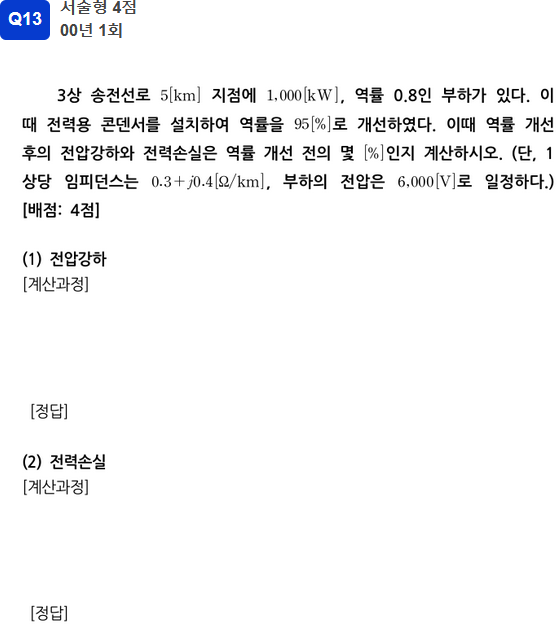 Q13
서술형 4점
00년 1회
3상 송전선로 5[km] 지점에 1,000[kW], 역률 0.8인 부하가 있다. 이
때 전력용 콘덴서를 설치하여 역률을 95[%]로 개선하였다. 이때 역률 개선
후의 전압강하와 전력손실은 역률 개선 전의 몇 [%]인지 계산하시오. (단, 1
상당 임피던스는 0.3+j0.4[Ω/km], 부하의 전압은 6,000[V]로 일정하다.)
[배점: 4점]
(1) 전압강하
[계산과정]
[정답]
(2) 전력손실
[계산과정]
[정답]